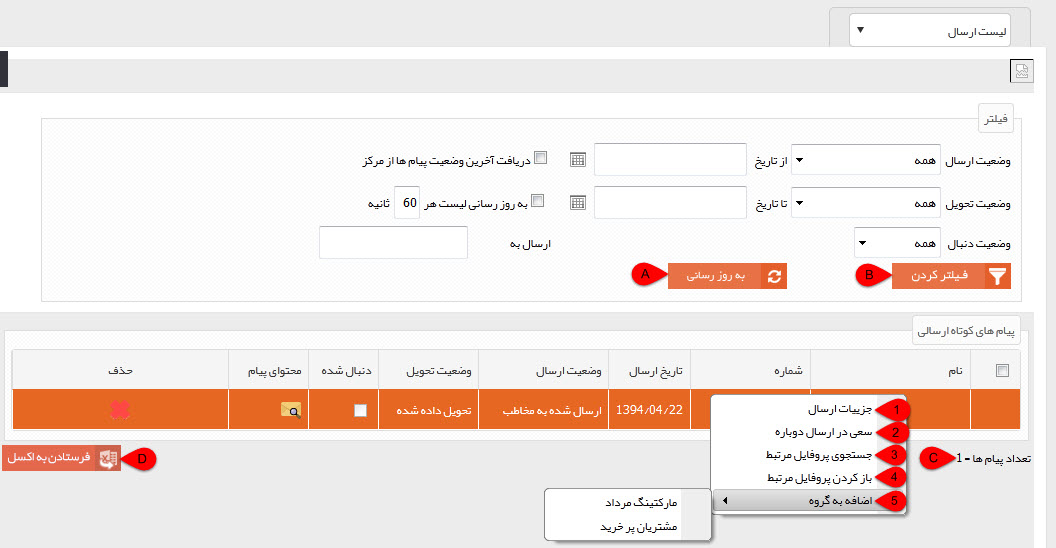 لیست ارسال
فیلتر
وضعیت ارسال همه از تاریخ دریافت آخرین وضعیت پیام ها از مرکز
وضعیت تحویل همه تا تاریخ به روز رسانی لیست هر 60 ثانیه
وضعیت دنبال همه ارسال به
فیلتر کردن B به روز رسانی A
پیام های کوتاه ارسالی
نام شماره تاریخ ارسال وضعیت ارسال وضعیت تحویل دنبال شده محتوای پیام حذف
1394/04/22 ارسال شده به مخاطب تحویل داده شده
1 جزییات ارسال
2 سعی در ارسال دوباره
3 جستجوی پروفایل مرتبط
4 باز کردن پروفایل مرتبط
5 اضافه به گروه
مارکتینگ مرداد
مشتریان پر خرید
تعداد پیام ها - 1 C
D فرستادن به اکسل